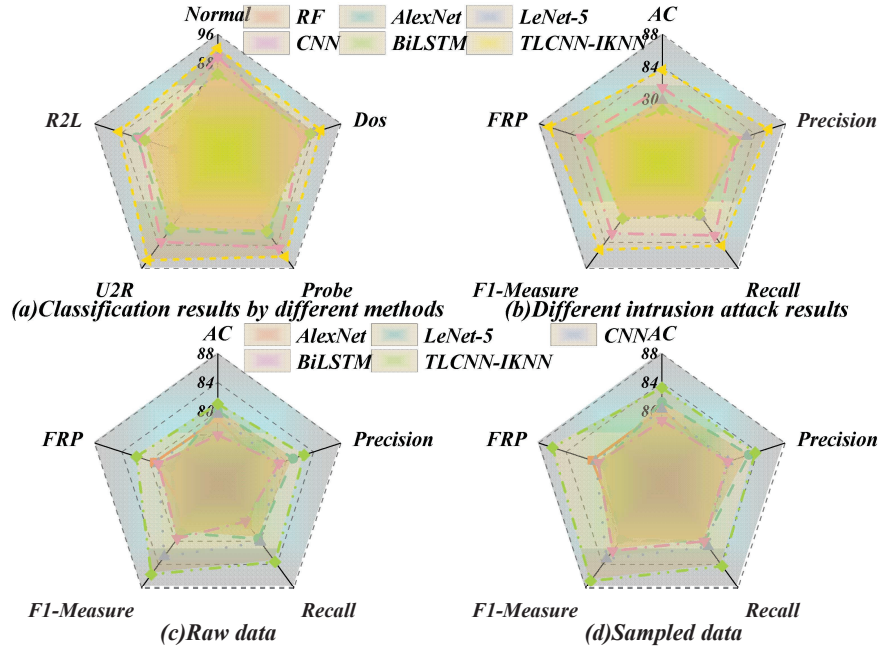 Normal
RF AlexNet LeNet-5
CNN BiLSTM TLCNN-IKNN
96
88
R2L
Dos
U2R
Probe
(a)Classification results by different methods
AC
88
84
80
FRP
Precision
F1-Measure
Recall
(b)Different intrusion attack results
AlexNet LeNet-5 CNN
BiLSTM TLCNN-IKNN
AC
88
84
80
FRP
Precision
F1-Measure
Recall
(c)Raw data
AC
88
84
80
FRP
Precision
F1-Measure
Recall
(d)Sampled data